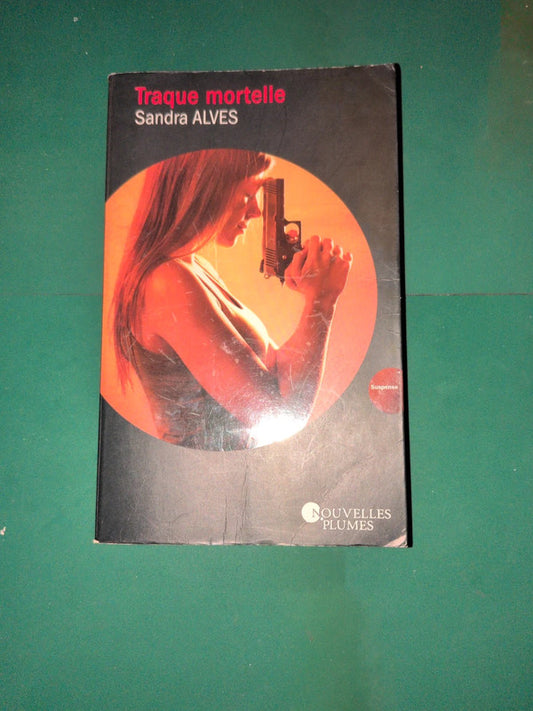 Traque mortelle
Sandra ALVES
Suspense
NOUVELLES
PLUMES